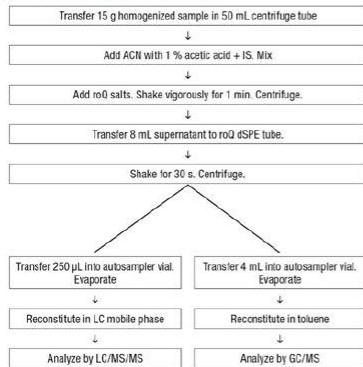 Transfer 15 g homogenized sample in 50 mL centrifuge tube
↓
Add ACN with 1 % acetic acid + IS. Mix
↓
Add roQ salts. Shake vigorously for 1 min. Centrifuge.
↓
Transfer 8 mL supernatant to roQ dSPE tube.
↓
Shake for 30 s. Centrifuge.
Transfer 250 µL into autosampler vial.
Evaporate
↓
Reconstitute in LC mobile phase
↓
Analyze by LC/MS/MS
Transfer 4 mL into autosampler vial.
Evaporate
↓
Reconstitute in toluene
↓
Analyze by GC/MS